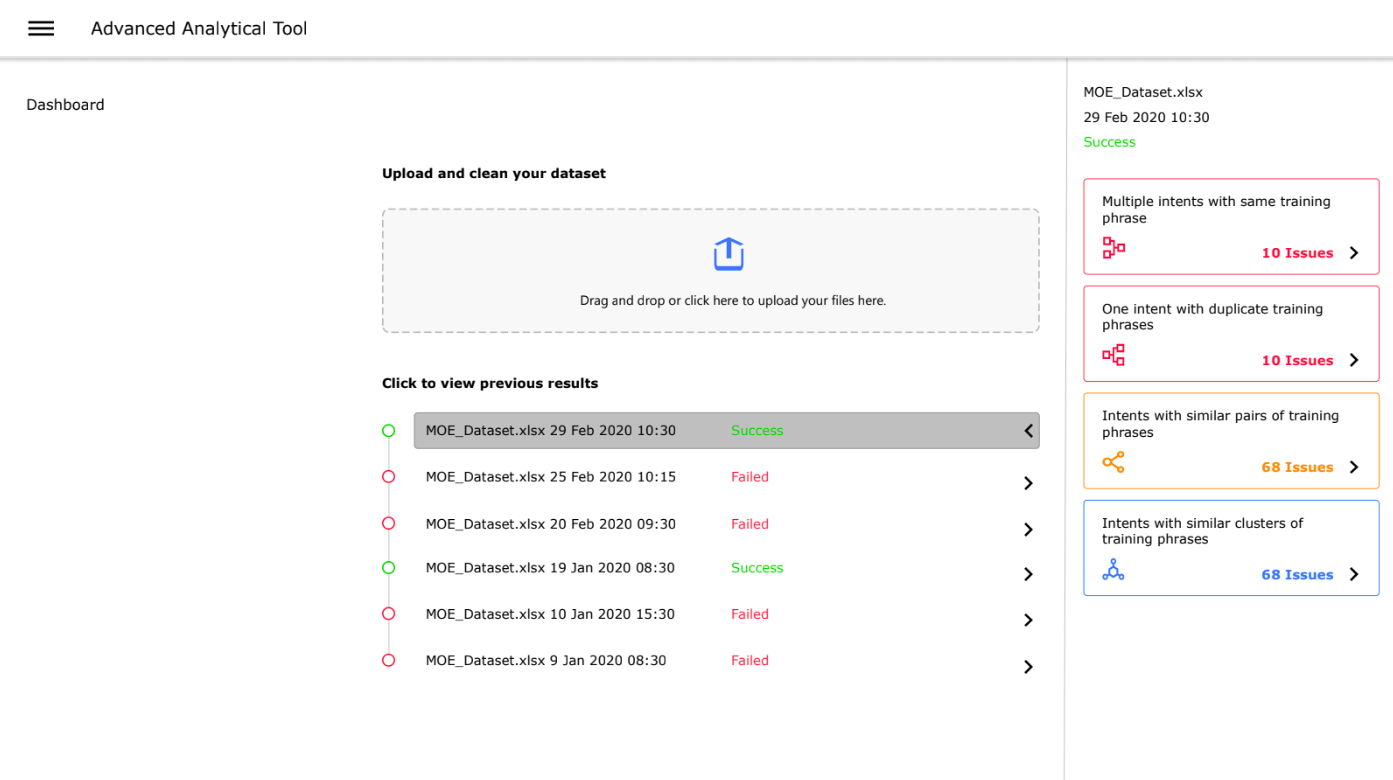 Advanced Analytical Tool
Dashboard
Upload and clean your dataset
Drag and drop or click here to upload your files here.
Click to view previous results
MOE_Dataset.xlsx 29 Feb 2020 10:30 Success
MOE_Dataset.xlsx 25 Feb 2020 10:15 Failed
MOE_Dataset.xlsx 20 Feb 2020 09:30 Failed
MOE_Dataset.xlsx 19 Jan 2020 08:30 Success
MOE_Dataset.xlsx 10 Jan 2020 15:30 Failed
MOE_Dataset.xlsx 9 Jan 2020 08:30 Failed
MOE_Dataset.xlsx
29 Feb 2020 10:30
Success
Multiple intents with same training
phrase
10 Issues
One intent with duplicate training
phrases
10 Issues
Intents with similar pairs of training
phrases
68 Issues
Intents with similar clusters of
training phrases
68 Issues